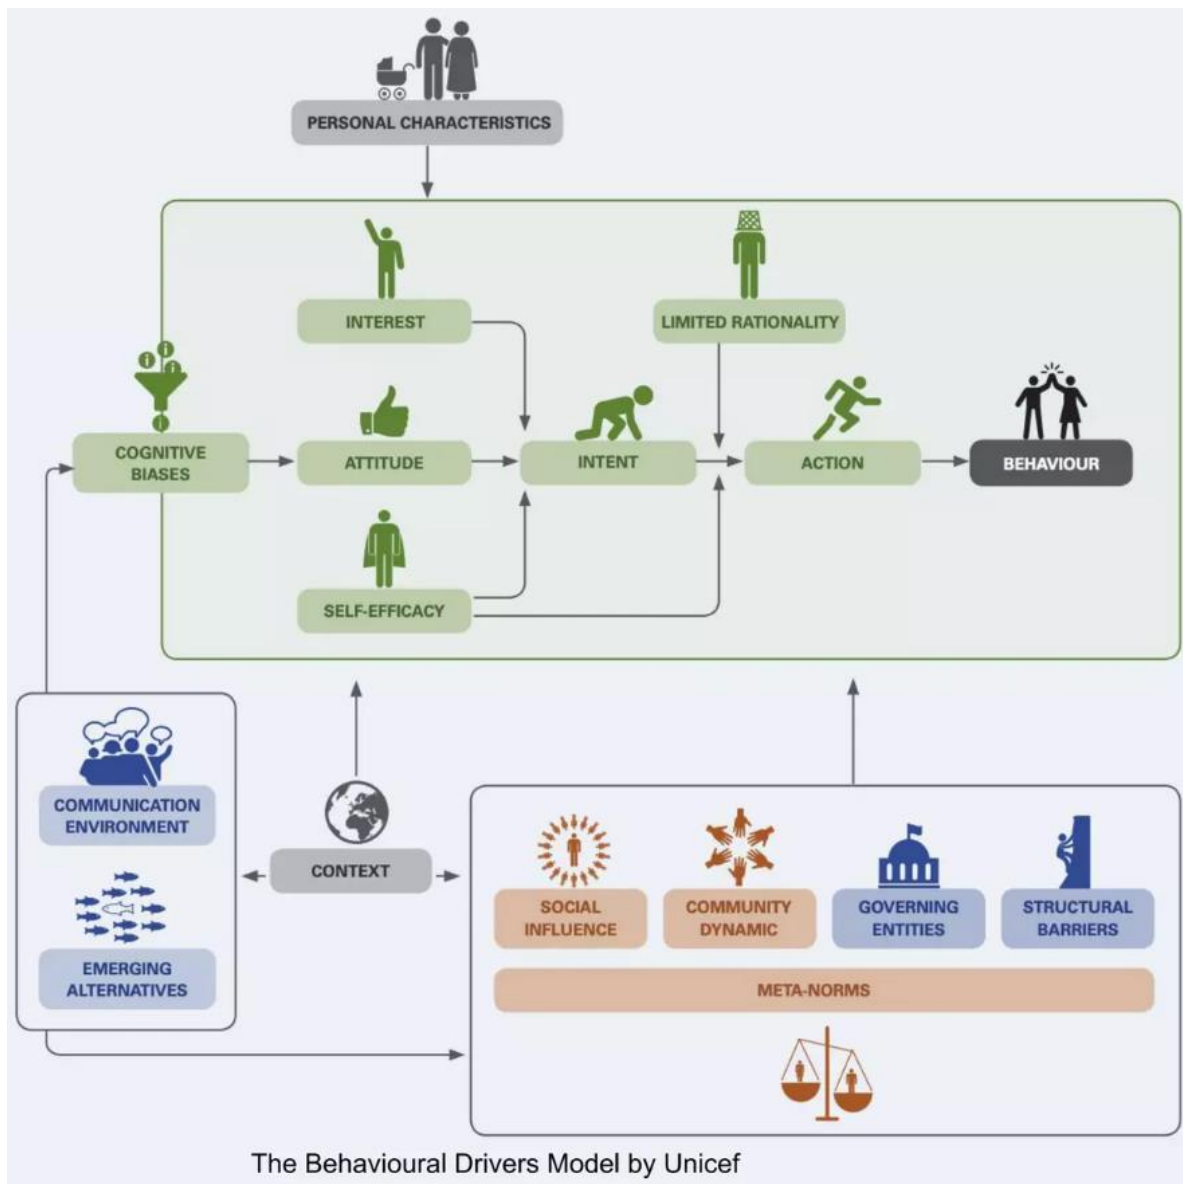 PERSONAL CHARACTERISTICS
INTEREST
LIMITED RATIONALITY
COGNITIVE
BIASES
ATTITUDE
INTENT
ACTION
BEHAVIOUR
SELF-EFFICACY
COMMUNICATION
ENVIRONMENT
EMERGING
ALTERNATIVES
CONTEXT
SOCIAL
INFLUENCE
COMMUNITY
DYNAMIC
GOVERNING
ENTITIES
STRUCTURAL
BARRIERS
META-NORMS
The Behavioural Drivers Model by Unicef